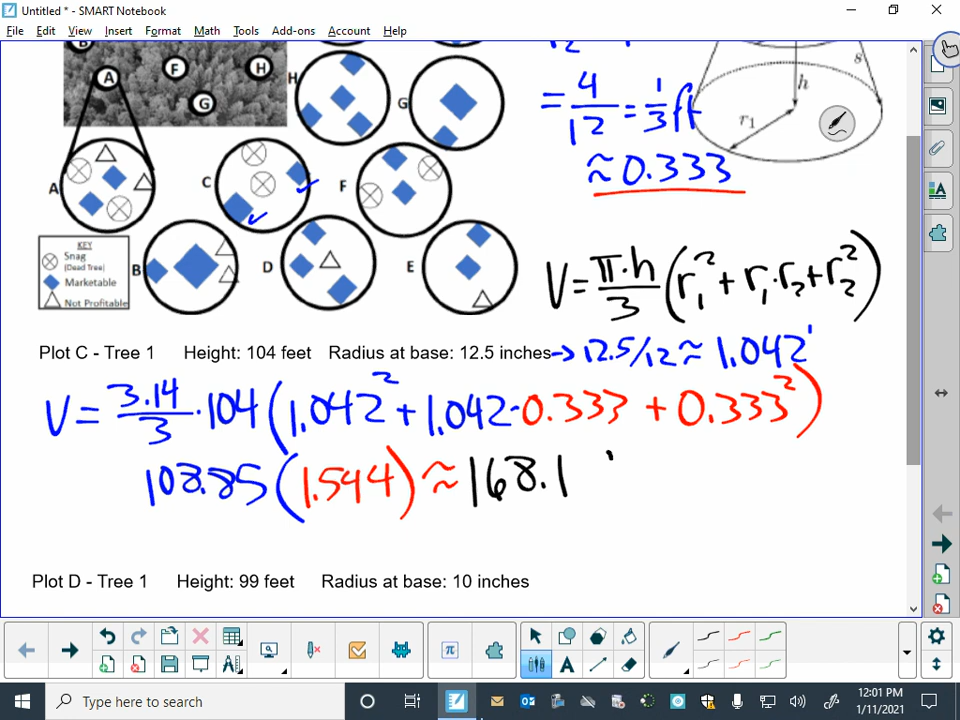 Untitled * - SMART Notebook
File Edit View Insert Format Math Tools Add-ons Account Help
A F H G
H G
A C F
B D E
KEY
Snag
(Dead Tree)
Marketable
Not Profitable
12
= 4/12 = 1/3 ft
≈ 0.333
s
h
r₁
V = π·h/3 (r₁² + r₁·r₂ + r₂²)
Plot C - Tree 1 Height: 104 feet Radius at base: 12.5 inches → 12.5/12 ≈ 1.042'
V = 3.14/3 · 104 (1.042² + 1.042·0.333 + 0.333²)
108.85 (1.544) ≈ 168.1
Plot D - Tree 1 Height: 99 feet Radius at base: 10 inches
π
A
Type here to search
12:01 PM
1/11/2021